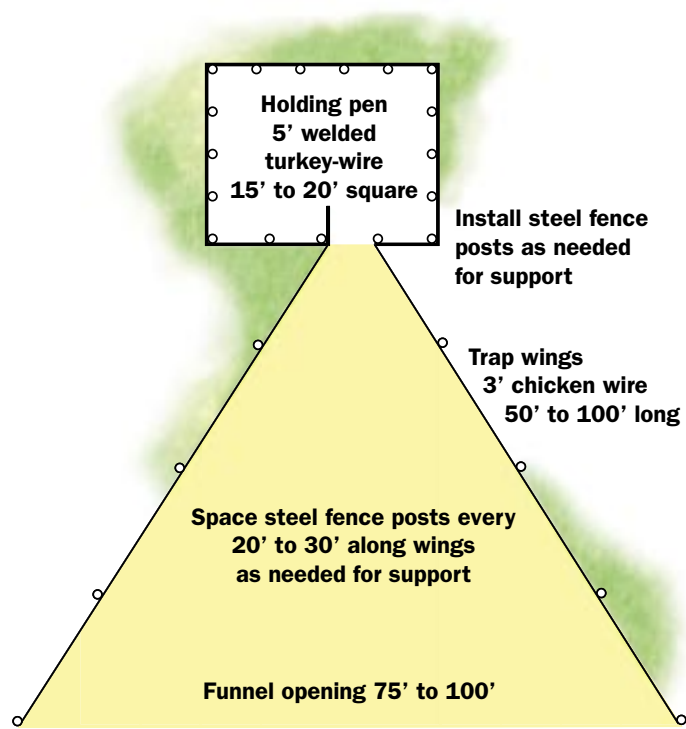 Holding pen
5’ welded
turkey-wire
15’ to 20’ square
Install steel fence
posts as needed
for support
Trap wings
3’ chicken wire
50’ to 100’ long
Space steel fence posts every
20’ to 30’ along wings
as needed for support
Funnel opening 75’ to 100’